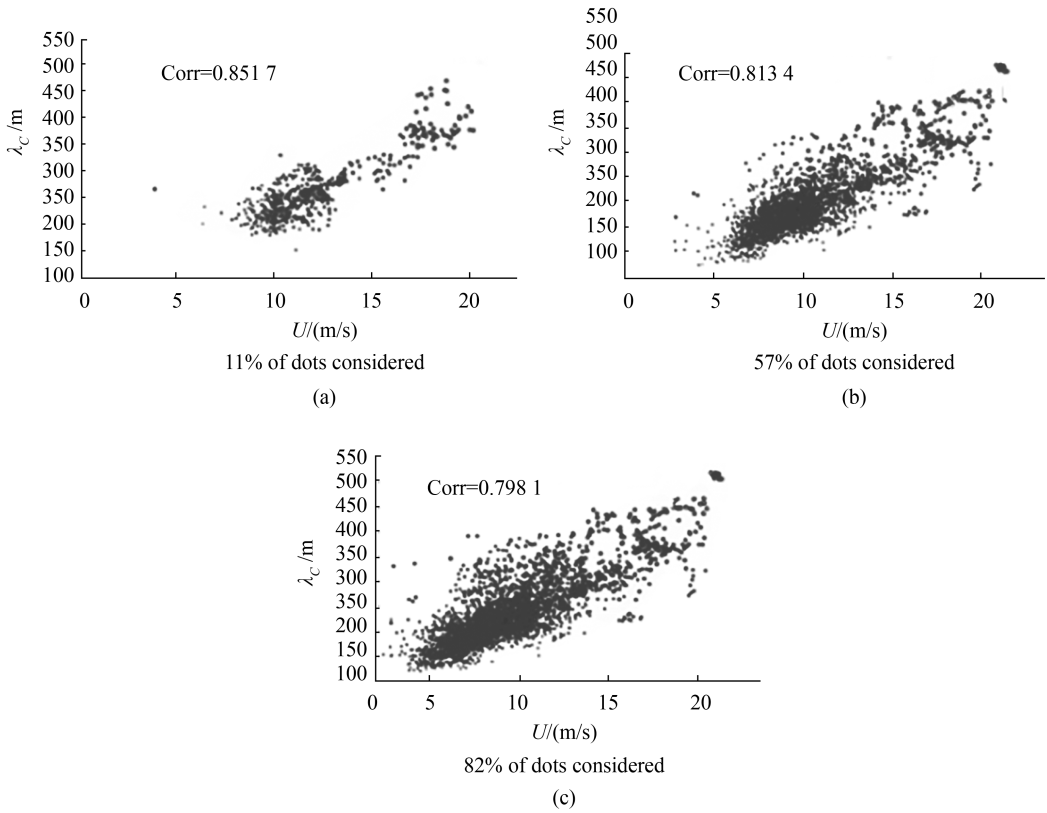 550
500
450
400
350
300
250
200
150
100
λC /m
Corr=0.851 7
0 5 10 15 20
U/(m/s)
11% of dots considered
(a)
550
500
450
400
350
300
250
200
150
100
λC /m
Corr=0.813 4
0 5 10 15 20
U/(m/s)
57% of dots considered
(b)
550
500
450
400
350
300
250
200
150
100
λC /m
Corr=0.798 1
0 5 10 15 20
U/(m/s)
82% of dots considered
(c)